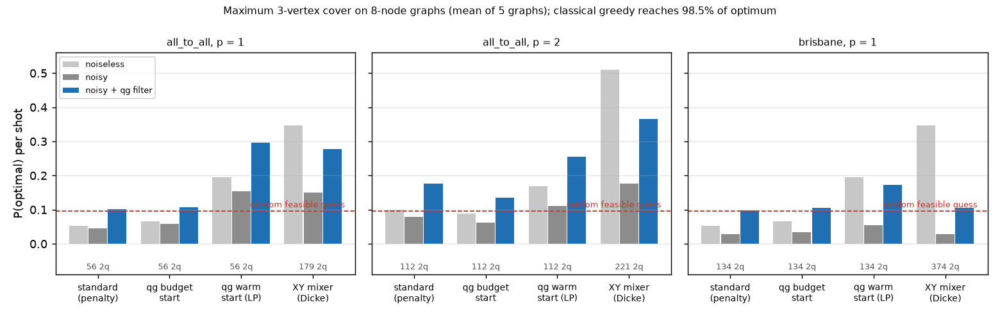 Maximum 3-vertex cover on 8-node graphs (mean of 5 graphs); classical greedy reaches 98.5% of optimum
all_to_all, p = 1
all_to_all, p = 2
brisbane, p = 1
noiseless
noisy
noisy + qg filter
P(optimal) per shot
0.5
0.4
0.3
0.2
0.1
0.0
random feasible guess
random feasible guess
random feasible guess
56 2q
56 2q
56 2q
179 2q
112 2q
112 2q
112 2q
221 2q
134 2q
134 2q
134 2q
374 2q
standard
(penalty)
qg budget
start
qg warm
start (LP)
XY mixer
(Dicke)
standard
(penalty)
qg budget
start
qg warm
start (LP)
XY mixer
(Dicke)
standard
(penalty)
qg budget
start
qg warm
start (LP)
XY mixer
(Dicke)